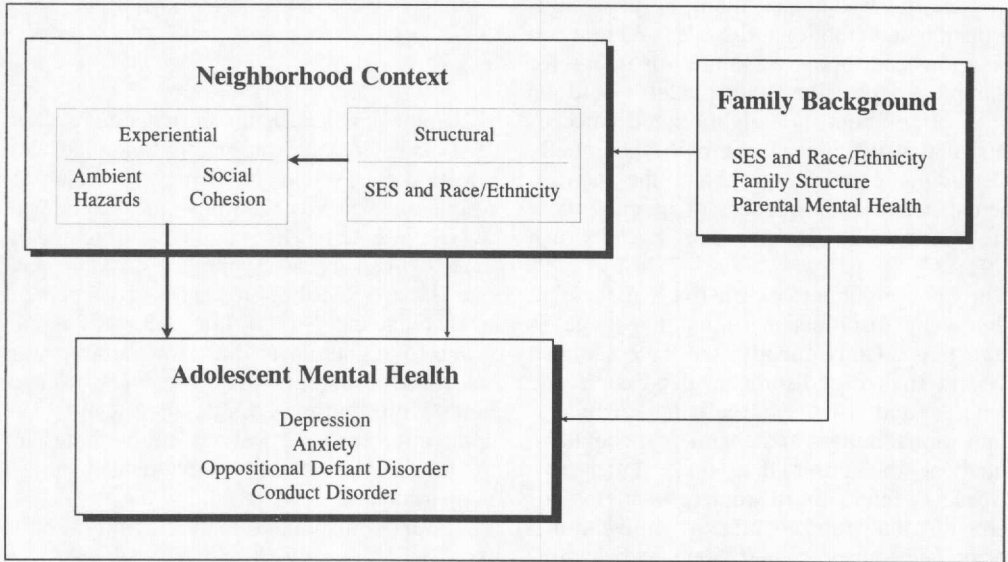 Neighborhood Context
Experiential
Ambient
Hazards
Social
Cohesion
Structural
SES and Race/Ethnicity
Family Background
SES and Race/Ethnicity
Family Structure
Parental Mental Health
Adolescent Mental Health
Depression
Anxiety
Oppositional Defiant Disorder
Conduct Disorder